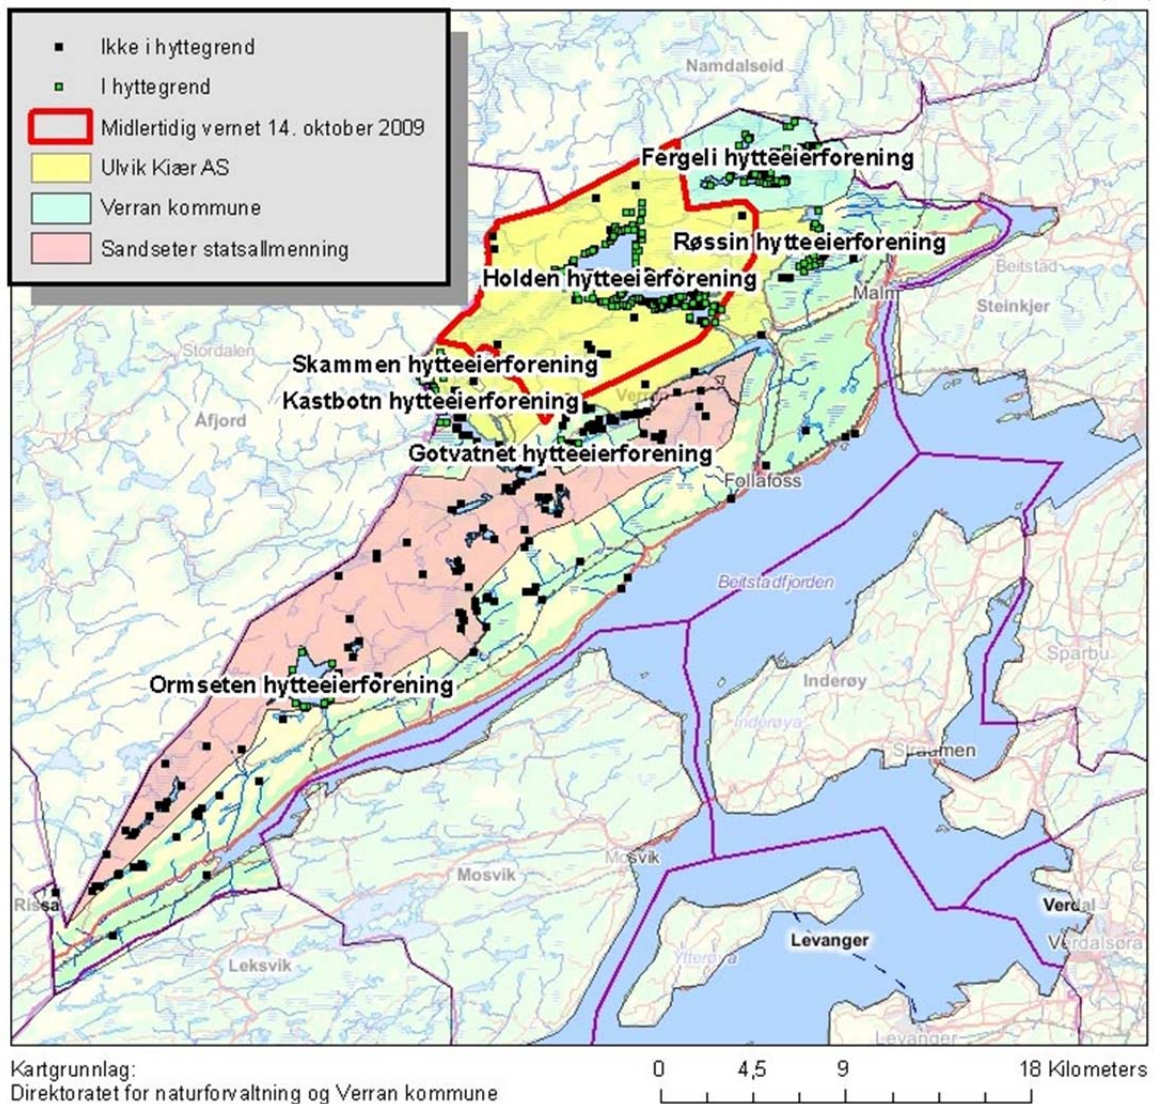 Ikke i hyttegrend
I hyttegrend
Midlertidig vernet 14. oktober 2009
Ulvik Kiær AS
Verran kommune
Sandseter statsallmenning
Namdalseid
Fergeli hytteeierforening
Røssin hytteeierforening
Holden hytteeierforening
Beitstad
Malm
Steinkjer
Stordalen
Skammen hytteeierforening
Kastbotn hytteeierforening
Åfjord
Gotvatnet hytteeierforening
Follafoss
Beitstadfjorden
Sparbu
Ormseten hytteeierforening
Inderøy
Inderøya
Straumen
Mosvik
Mosvik
Rissa
Verdal
Levanger
Verdalsøra
Ytterøya
Leksvik
Levanger
Kartgrunnlag:
Direktoratet for naturforvaltning og Verran kommune
0 4,5 9 18 Kilometers